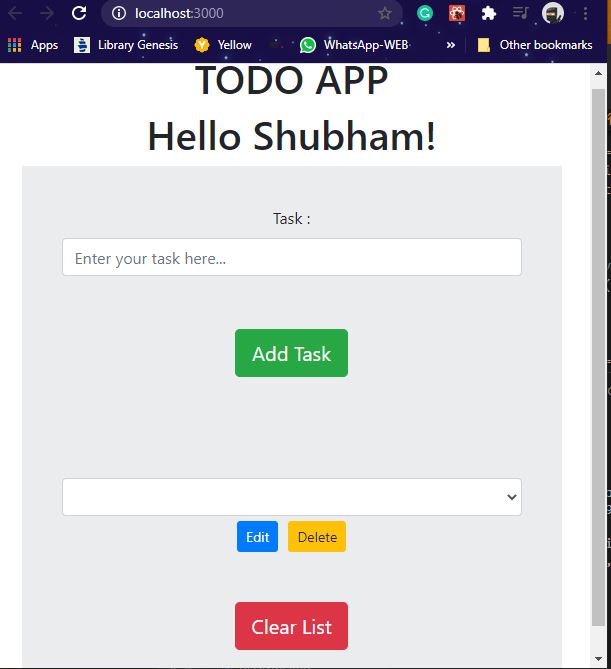 localhost:3000
Apps Library Genesis Yellow WhatsApp-WEB » Other bookmarks
TODO APP
Hello Shubham!
Task :
Enter your task here...
Add Task
Edit Delete
Clear List